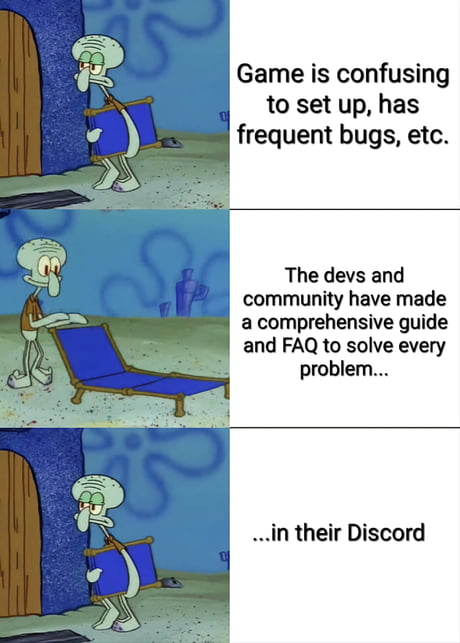 Game is confusing
to set up, has
frequent bugs, etc.
The devs and
community have made
a comprehensive guide
and FAQ to solve every
problem...
...in their Discord